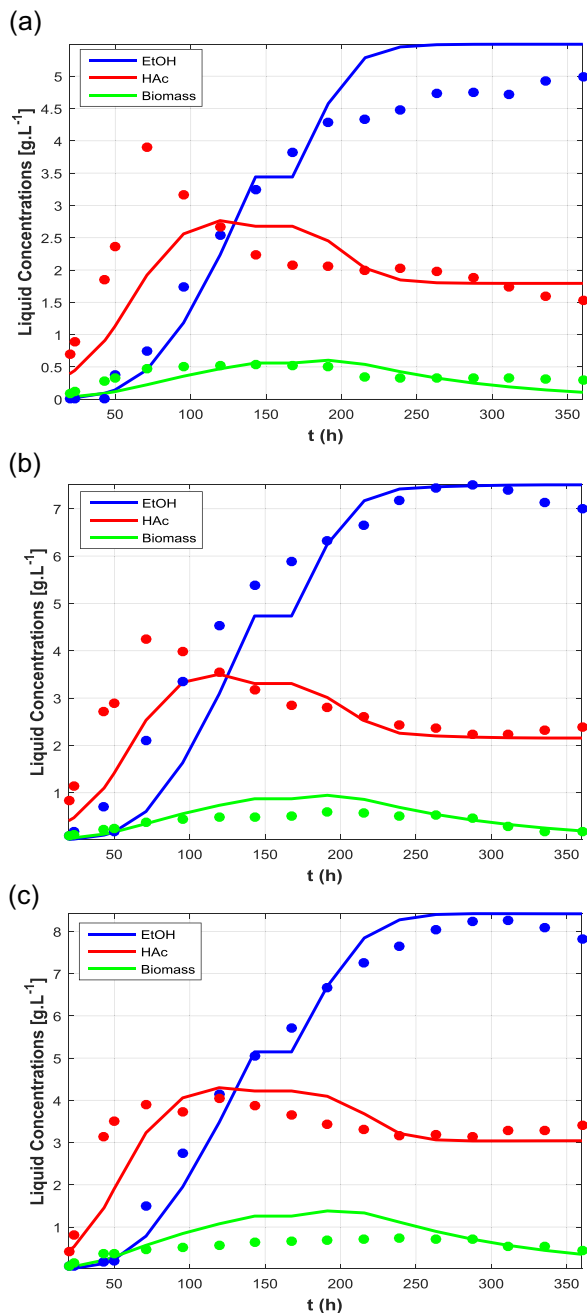 (a)
Liquid Concentrations [g.L⁻¹]
EtOH
HAc
Biomass
5
4.5
4
3.5
3
2.5
2
1.5
1
0.5
0
50 100 150 200 250 300 350
t (h)
(b)
Liquid Concentrations [g.L⁻¹]
EtOH
HAc
Biomass
7
6
5
4
3
2
1
50 100 150 200 250 300 350
t (h)
(c)
Liquid Concentrations [g.L⁻¹]
EtOH
HAc
Biomass
8
7
6
5
4
3
2
1
50 100 150 200 250 300 350
t (h)